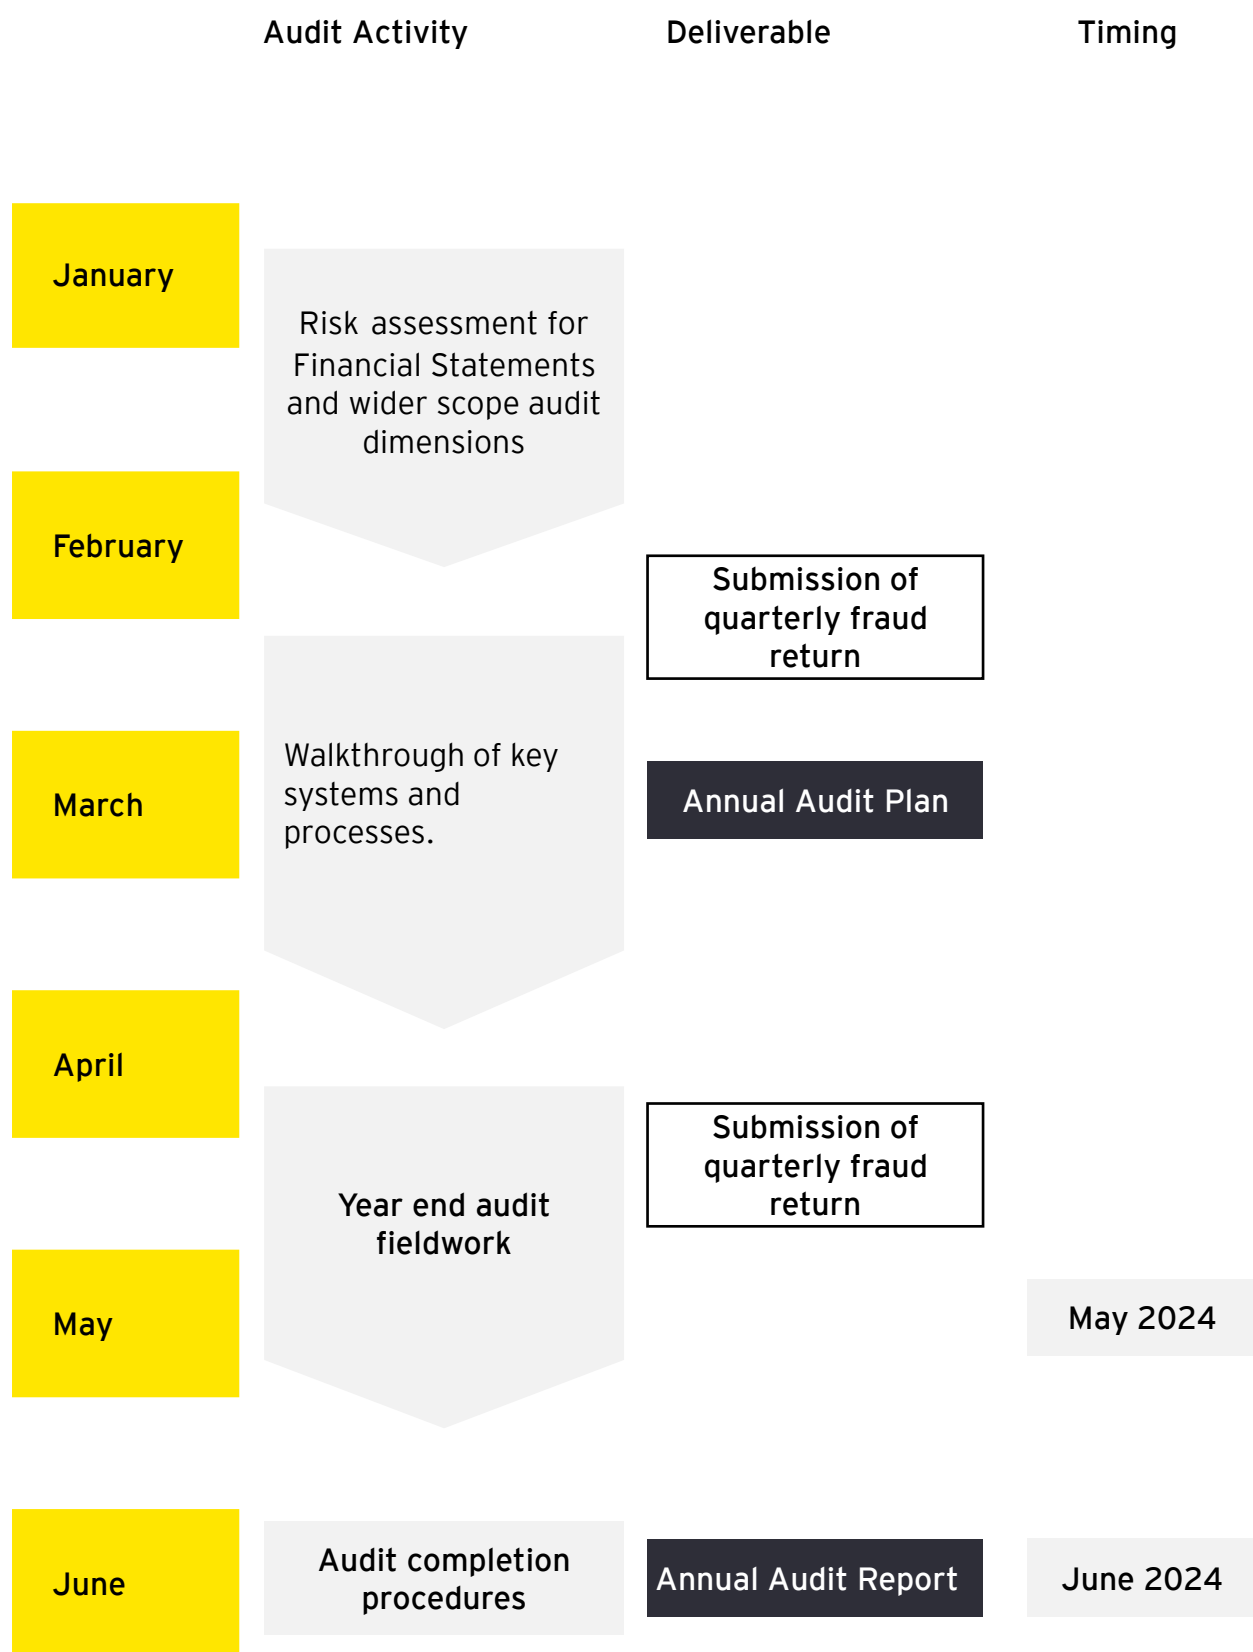 Audit Activity
Deliverable
Timing
January
Risk assessment for
Financial Statements
and wider scope audit
dimensions
February
Submission of
quarterly fraud
return
March
Walkthrough of key
systems and
processes.
Annual Audit Plan
April
Submission of
quarterly fraud
return
Year end audit
fieldwork
May
May 2024
June
Audit completion
procedures
Annual Audit Report
June 2024